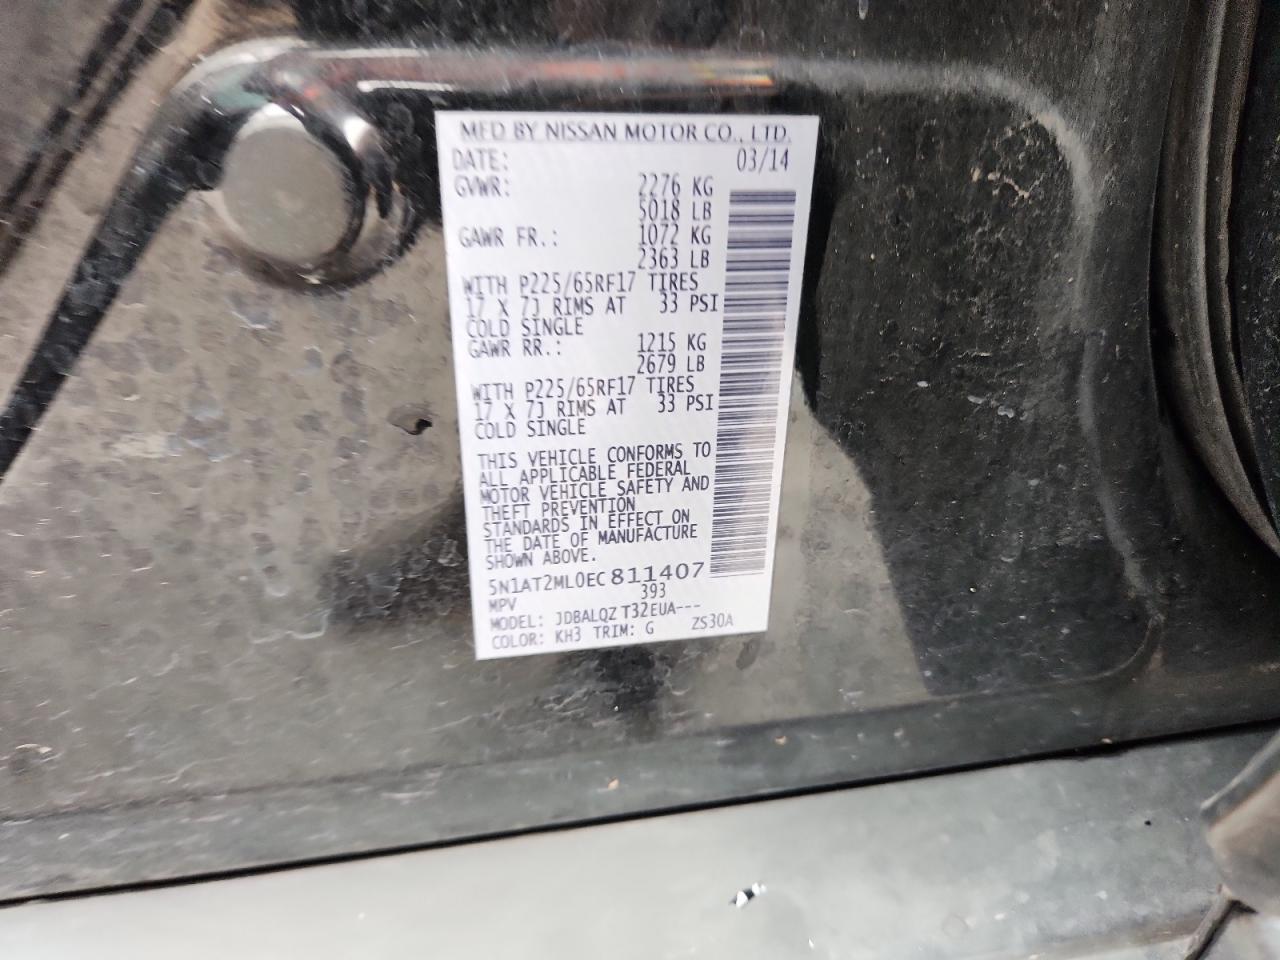 MFD BY NISSAN MOTOR CO., LTD.
DATE: 03/14
GVWR: 2276 KG
5018 LB
GAWR FR.: 1072 KG
2363 LB
WITH P225/65RF17 TIRES
17 X 7J RIMS AT 33 PSI
COLD SINGLE
GAWR RR.: 1215 KG
2679 LB
WITH P225/65RF17 TIRES
17 X 7J RIMS AT 33 PSI
COLD SINGLE
THIS VEHICLE CONFORMS TO
ALL APPLICABLE FEDERAL
MOTOR VEHICLE SAFETY AND
THEFT PREVENTION
STANDARDS IN EFFECT ON
THE DATE OF MANUFACTURE
SHOWN ABOVE.
5N1AT2ML0EC811407
MPV 393
MODEL: JDBALQZ T32EUA---
COLOR: KH3 TRIM: G ZS30A